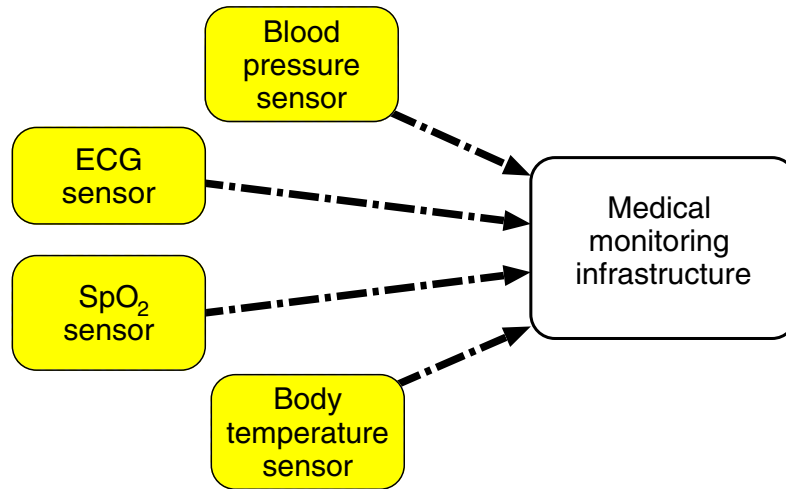 Blood
pressure
sensor
ECG
sensor
SpO₂
sensor
Body
temperature
sensor
Medical
monitoring
infrastructure